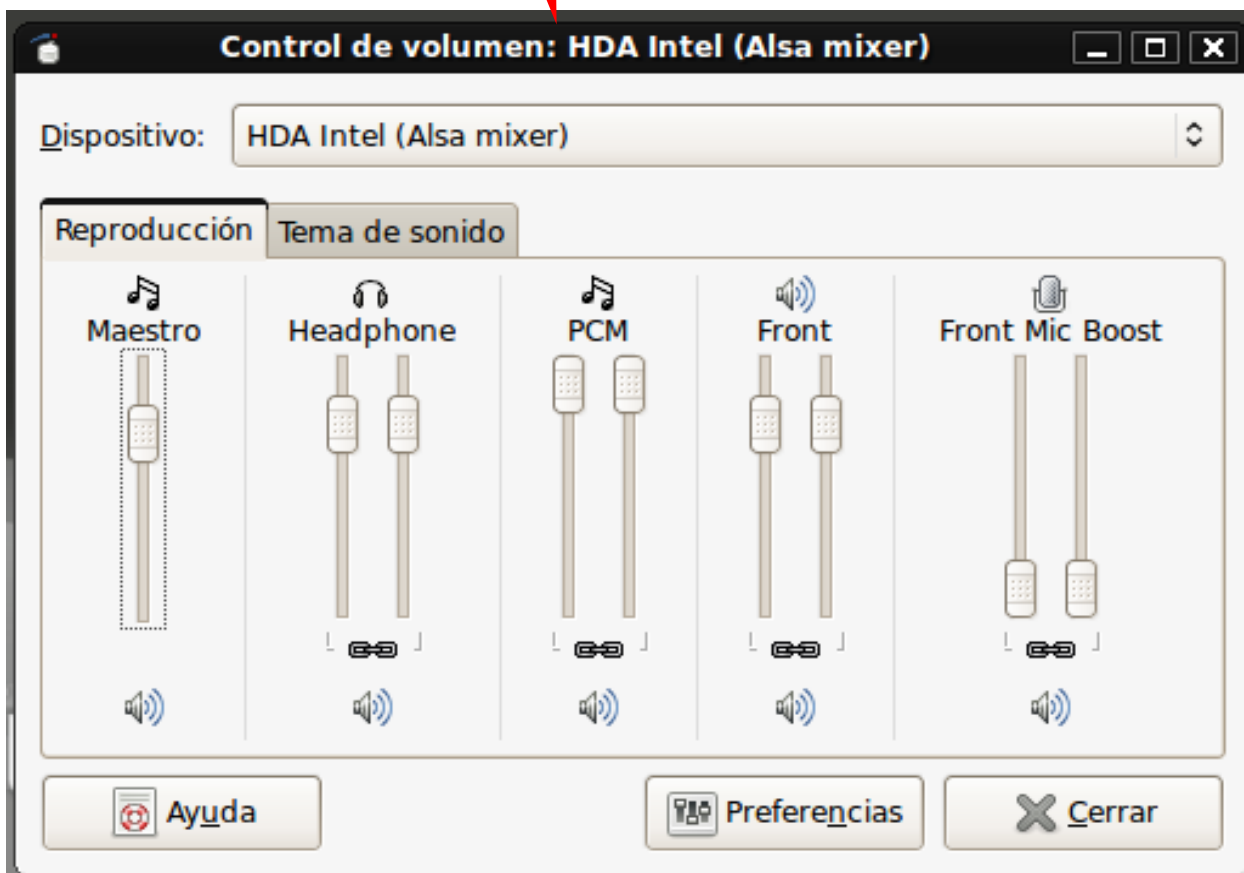 Control de volumen: HDA Intel (Alsa mixer)
Dispositivo: HDA Intel (Alsa mixer)
Reproducción Tema de sonido
Maestro Headphone PCM Front Front Mic Boost
Ayuda Preferencias Cerrar